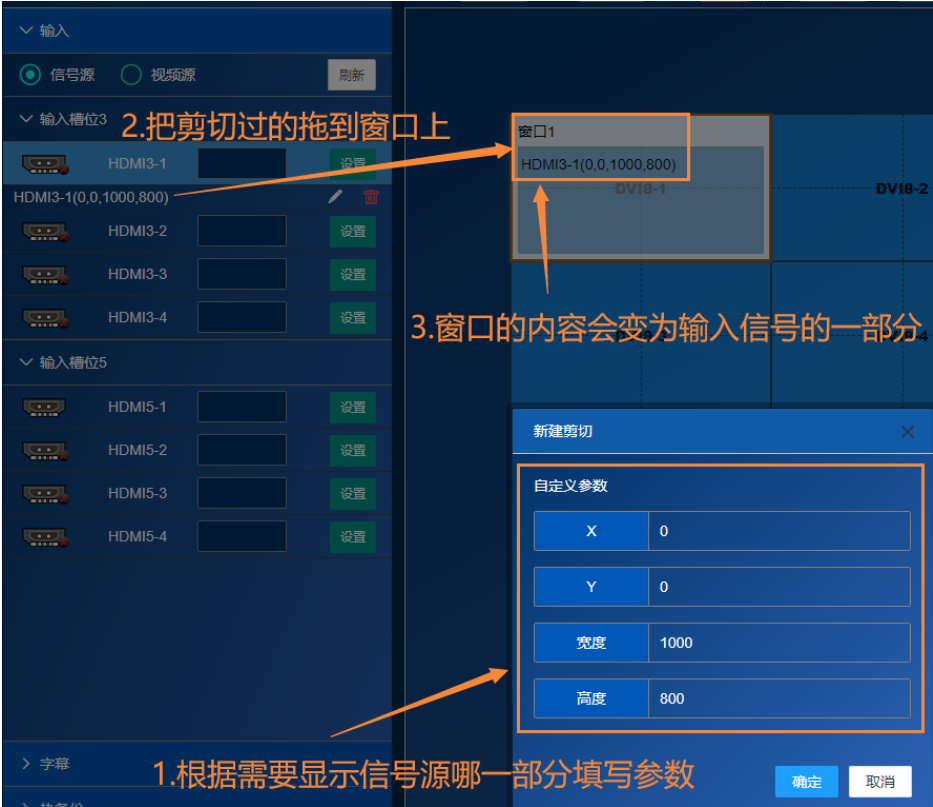 输入
信号源 视频源 刷新
输入槽位3
2.把剪切过的拖到窗口上
HDMI3-1 设置
HDMI3-1(0,0,1000,800)
HDMI3-2 设置
HDMI3-3 设置
HDMI3-4 设置
输入槽位5
HDMI5-1 设置
HDMI5-2 设置
HDMI5-3 设置
HDMI5-4 设置
字幕
窗口1
HDMI3-1(0,0,1000,800)
DVI8-1
DVI8-2
3.窗口的内容会变为输入信号的一部分
新建剪切
自定义参数
X 0
Y 0
宽度 1000
高度 800
1.根据需要显示信号源哪一部分填写参数
确定 取消